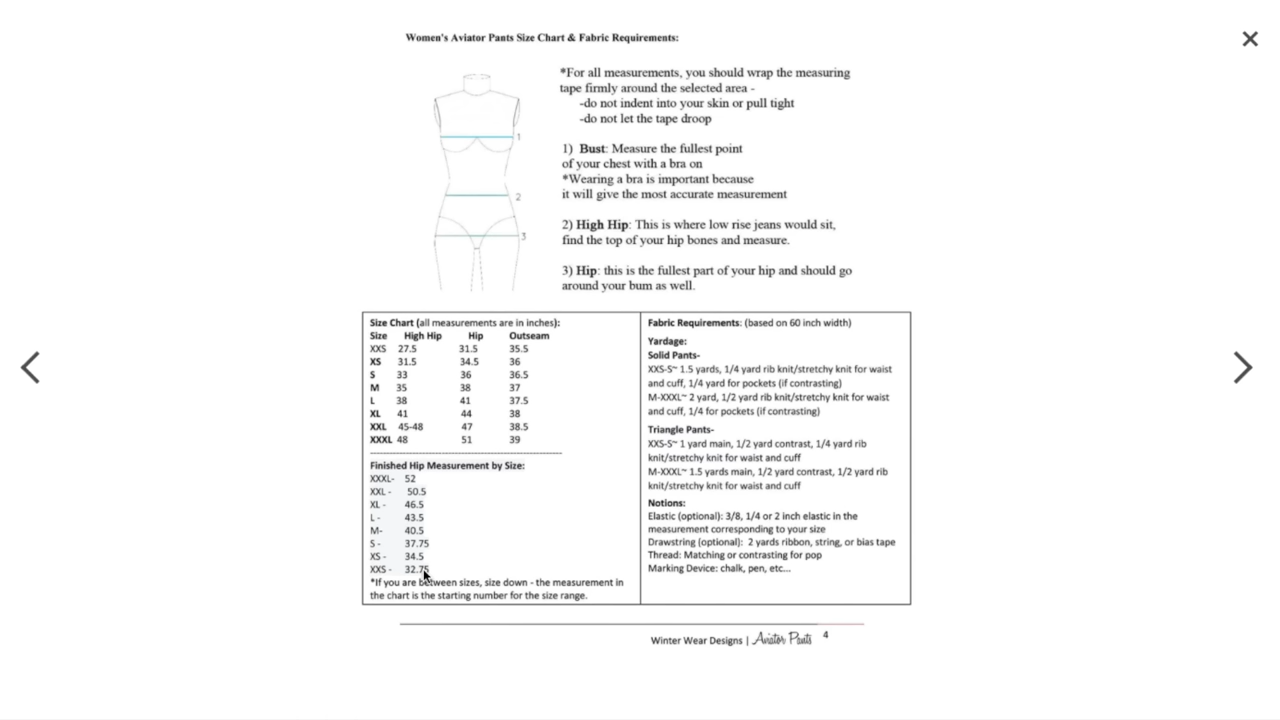 Women's Aviator Pants Size Chart & Fabric Requirements:
*For all measurements, you should wrap the measuring
tape firmly around the selected area -
-do not indent into your skin or pull tight
-do not let the tape droop
1) Bust: Measure the fullest point
of your chest with a bra on
*Wearing a bra is important because
it will give the most accurate measurement
2) High Hip: This is where low rise jeans would sit,
find the top of your hip bones and measure.
3) Hip: this is the fullest part of your hip and should go
around your bum as well.
1
2
3
Size Chart (all measurements are in inches):
Size High Hip Hip Outseam
XXS 27.5 31.5 35.5
XS 31.5 34.5 36
S 33 36 36.5
M 35 38 37
L 38 41 37.5
XL 41 44 38
XXL 45-48 47 38.5
XXXL 48 51 39
Finished Hip Measurement by Size:
XXXL- 52
XXL - 50.5
XL - 46.5
L - 43.5
M- 40.5
S - 37.75
XS - 34.5
XXS - 32.75
*If you are between sizes, size down - the measurement in
the chart is the starting number for the size range.
Fabric Requirements: (based on 60 inch width)
Yardage:
Solid Pants-
XXS-S~ 1.5 yards, 1/4 yard rib knit/stretchy knit for waist
and cuff, 1/4 yard for pockets (if contrasting)
M-XXXL~ 2 yard, 1/2 yard rib knit/stretchy knit for waist
and cuff, 1/4 for pockets (if contrasting)
Triangle Pants-
XXS-S~ 1 yard main, 1/2 yard contrast, 1/4 yard rib
knit/stretchy knit for waist and cuff
M-XXXL~ 1.5 yards main, 1/2 yard contrast, 1/2 yard rib
knit/stretchy knit for waist and cuff
Notions:
Elastic (optional): 3/8, 1/4 or 2 inch elastic in the
measurement corresponding to your size
Drawstring (optional): 2 yards ribbon, string, or bias tape
Thread: Matching or contrasting for pop
Marking Device: chalk, pen, etc...
Winter Wear Designs | Aviator Pants 4